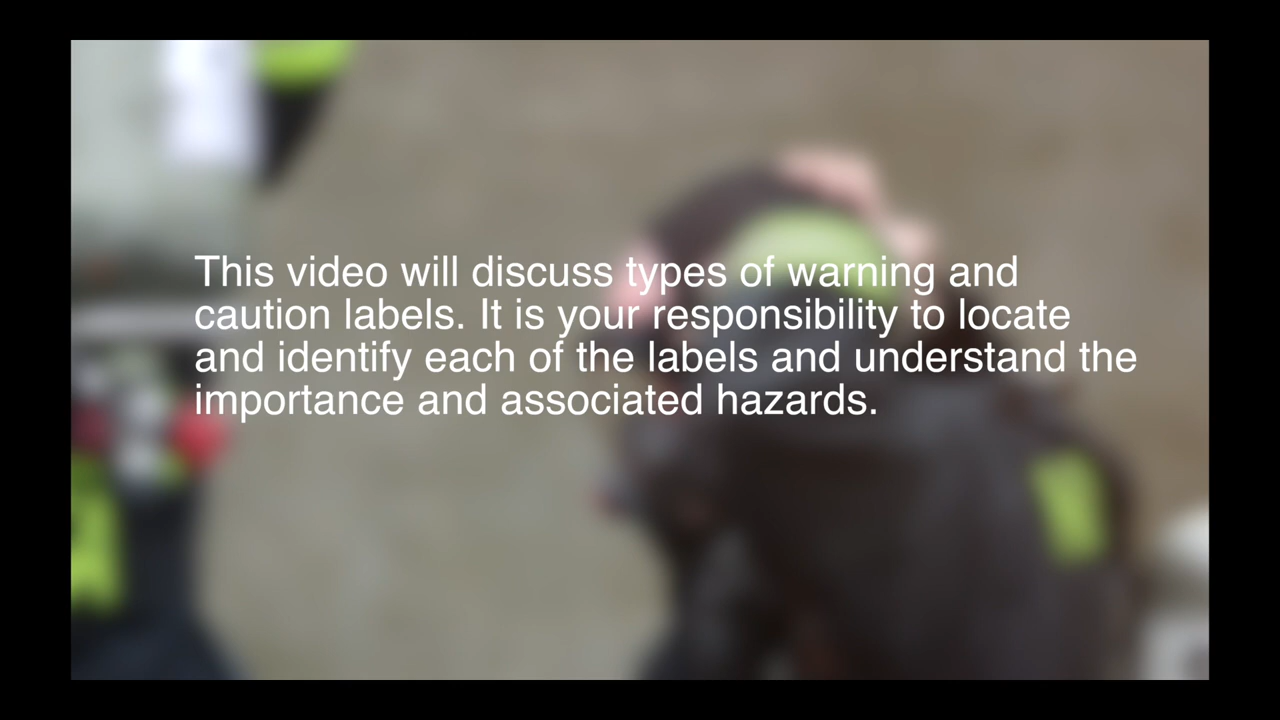 This video will discuss types of warning and
caution labels. It is your responsibility to locate
and identify each of the labels and understand the
importance and associated hazards.